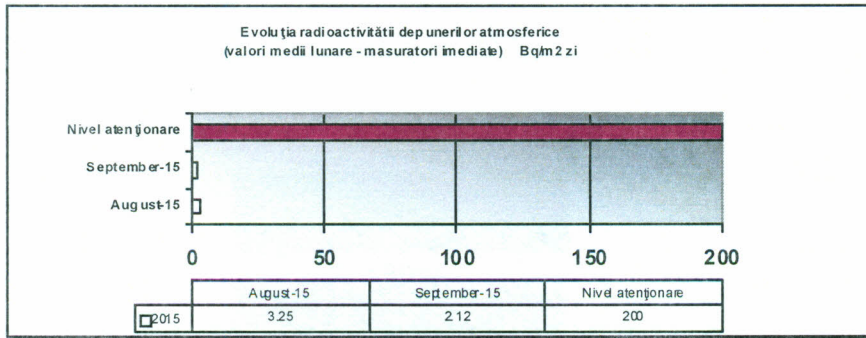 Evoluţia radioactivitătii depunerilor atmosferice
(valori medii lunare - masuratori imediate) Bq/m2 zi
Nivel atenţionare
September-15
August-15
0 50 100 150 200
August-15 September-15 Nivel atenţionare
2015 3.25 2.12 200